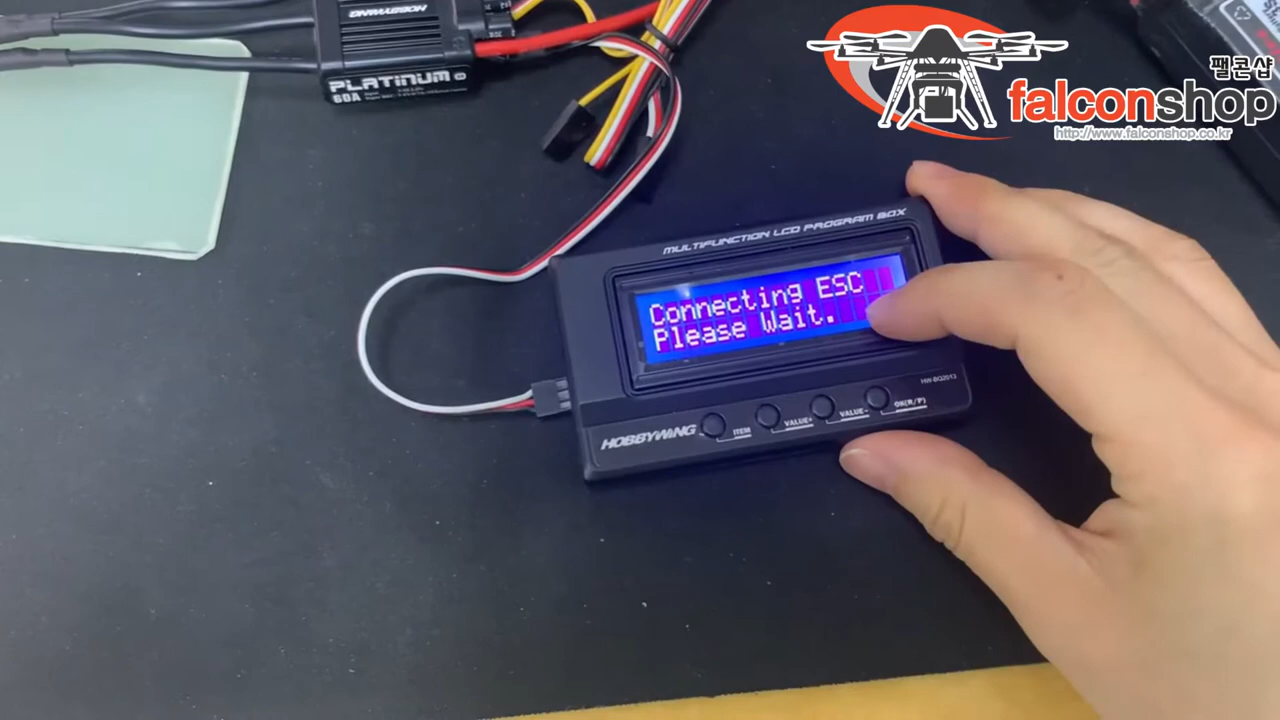 HOBBYWING
PLATINUM
60A
팰콘샵
falconshop
http://www.falconshop.co.kr
MULTIFUNCTION LCD PROGRAM BOX
Connecting ESC
Please Wait.
HW-BQ2013
HOBBYWING
ITEM
VALUE+
VALUE-
OK(R/P)